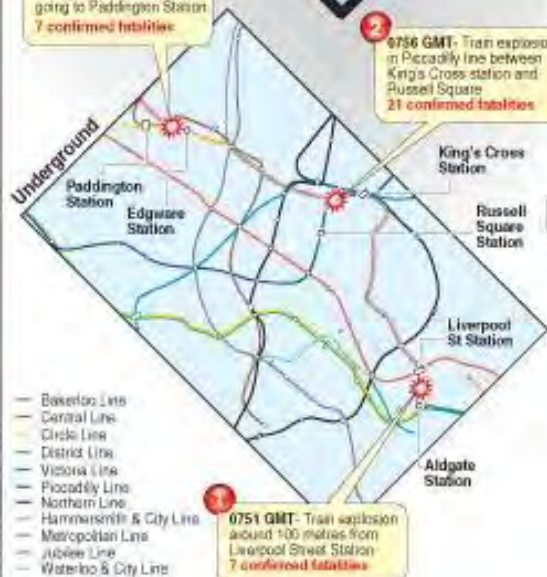 going to Paddington Station
7 confirmed fatalities
2
0756 GMT- Train explosion
in Piccadilly line between
King's Cross station and
Russell Square
21 confirmed fatalities
Underground
Paddington
Station
Edgware
Station
King's Cross
Station
Russell
Square
Station
Liverpool
St Station
Aldgate
Station
Bakerloo Line
Central Line
Circle Line
District Line
Victoria Line
Piccadilly Line
Northern Line
Hammersmith & City Line
Metropolitan Line
Jubilee Line
Waterloo & City Line
1
0751 GMT- Train explosion
around 100 metres from
Liverpool Street Station
7 confirmed fatalities